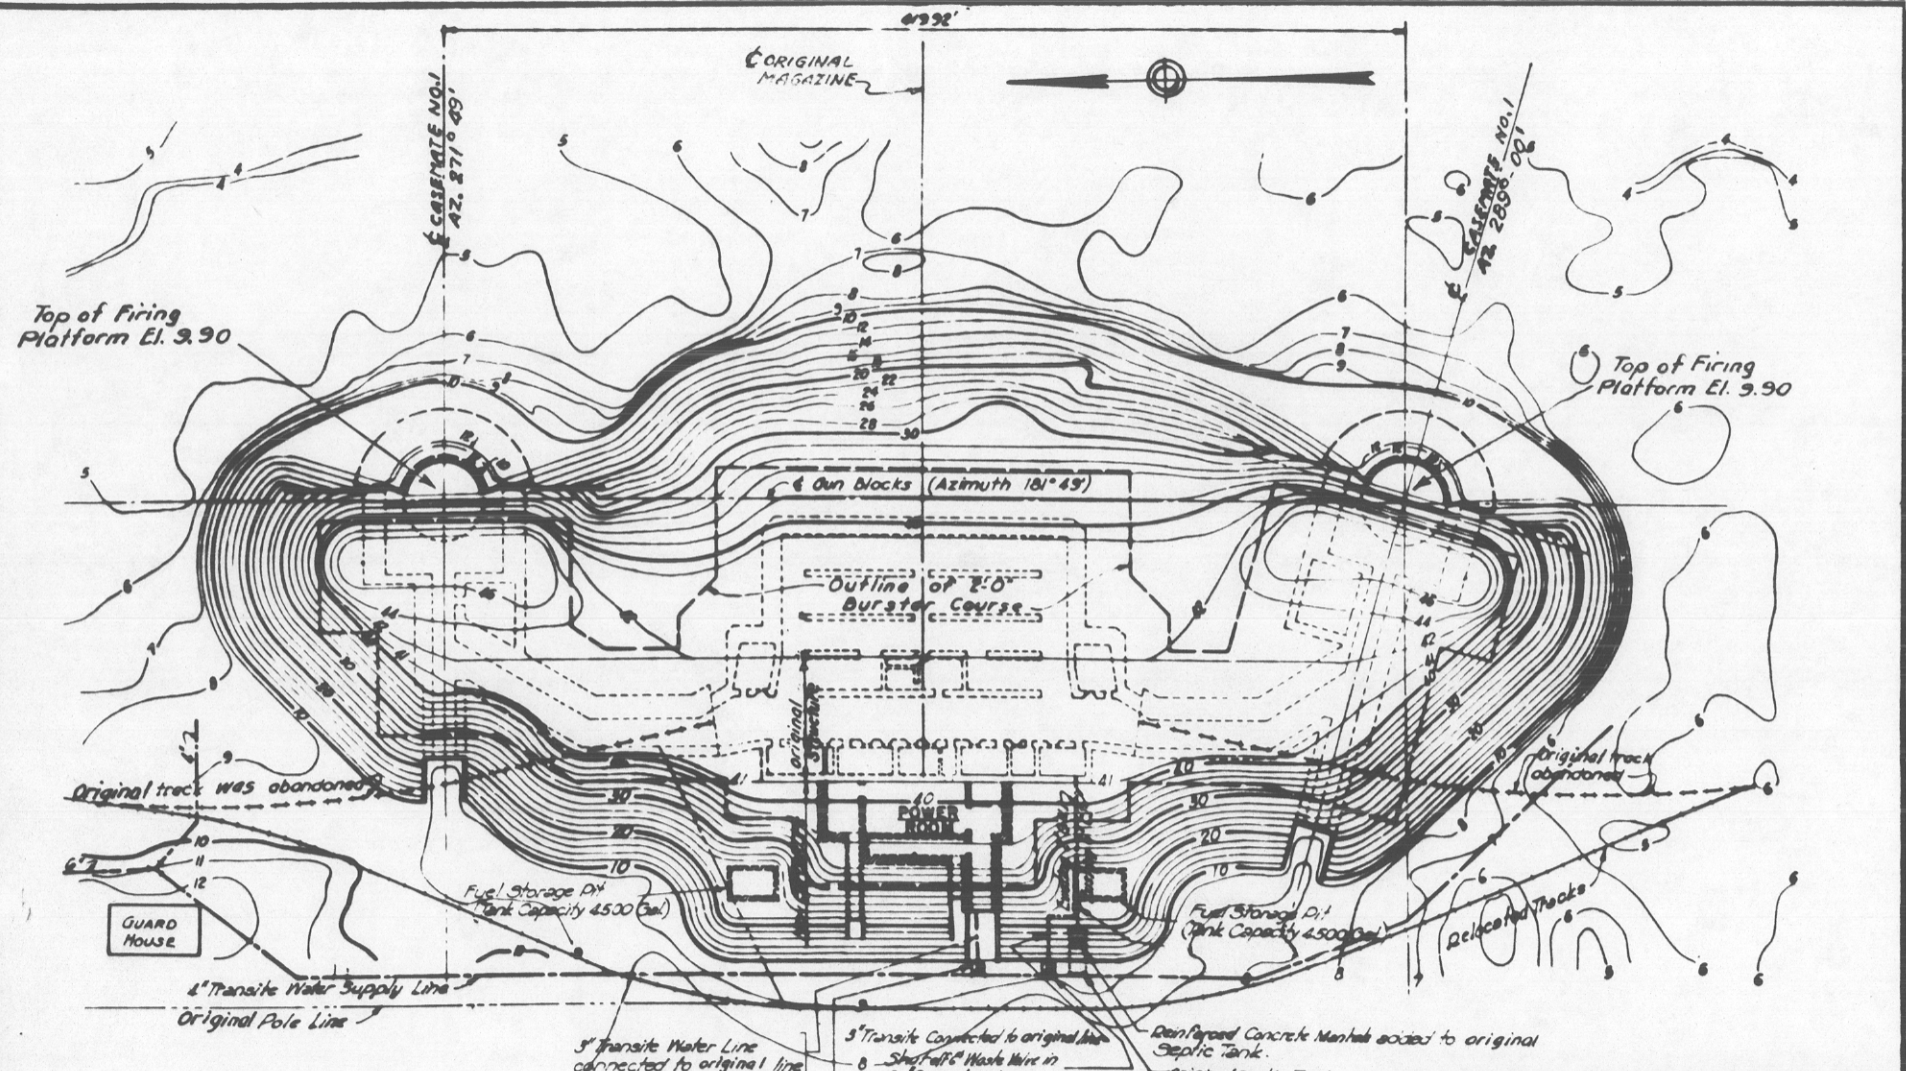 419.92'
℄ ORIGINAL
MAGAZINE
℄ CASEMATE NO.1
AZ. 271° 49'
CASEMATE NO.1
AZ. 289°-00'
Top of Firing
Platform El. 9.90
Top of Firing
Platform El. 9.90
℄ Gun Blocks (Azimuth 181° 49')
Outline of 2'-0"
Burster Course
original
structure
Original track was abandoned
Original track
abandoned
40
POWER
ROOM
Fuel Storage Pit
(Tank Capacity 4500 Gal.)
Fuel Storage Pit
(Tank Capacity 4500 Gal.)
Relocated Tracks
GUARD
HOUSE
4" Transite Water Supply Line
Original Pole Line
3" Transite Water Line
connected to original line
3" Transite Connected to original line
Shut off 6" Waste Valve in
Reinforced Concrete Manhole added to original
Septic Tank.